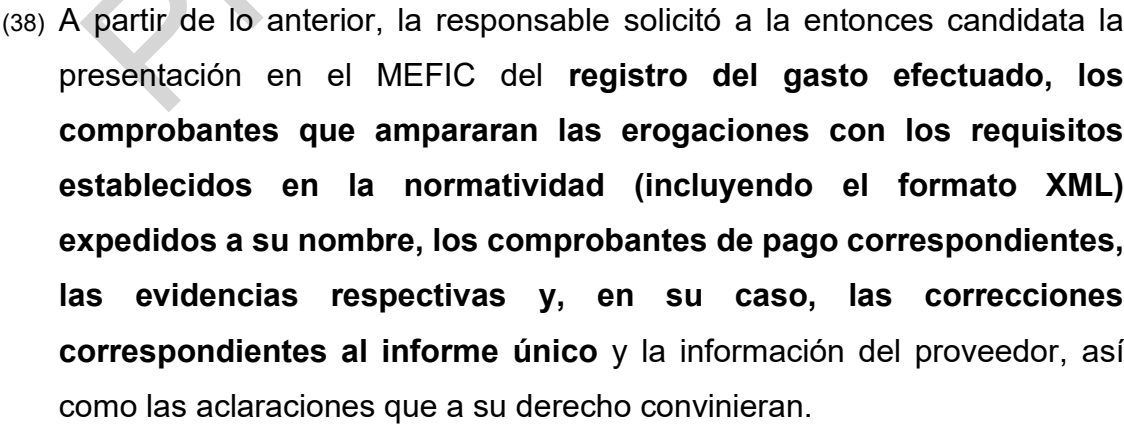 (38) A partir de lo anterior, la responsable solicitó a la entonces candidata la
presentación en el MEFIC del registro del gasto efectuado, los
comprobantes que ampararan las erogaciones con los requisitos
establecidos en la normatividad (incluyendo el formato XML)
expedidos a su nombre, los comprobantes de pago correspondientes,
las evidencias respectivas y, en su caso, las correcciones
correspondientes al informe único y la información del proveedor, así
como las aclaraciones que a su derecho convinieran.